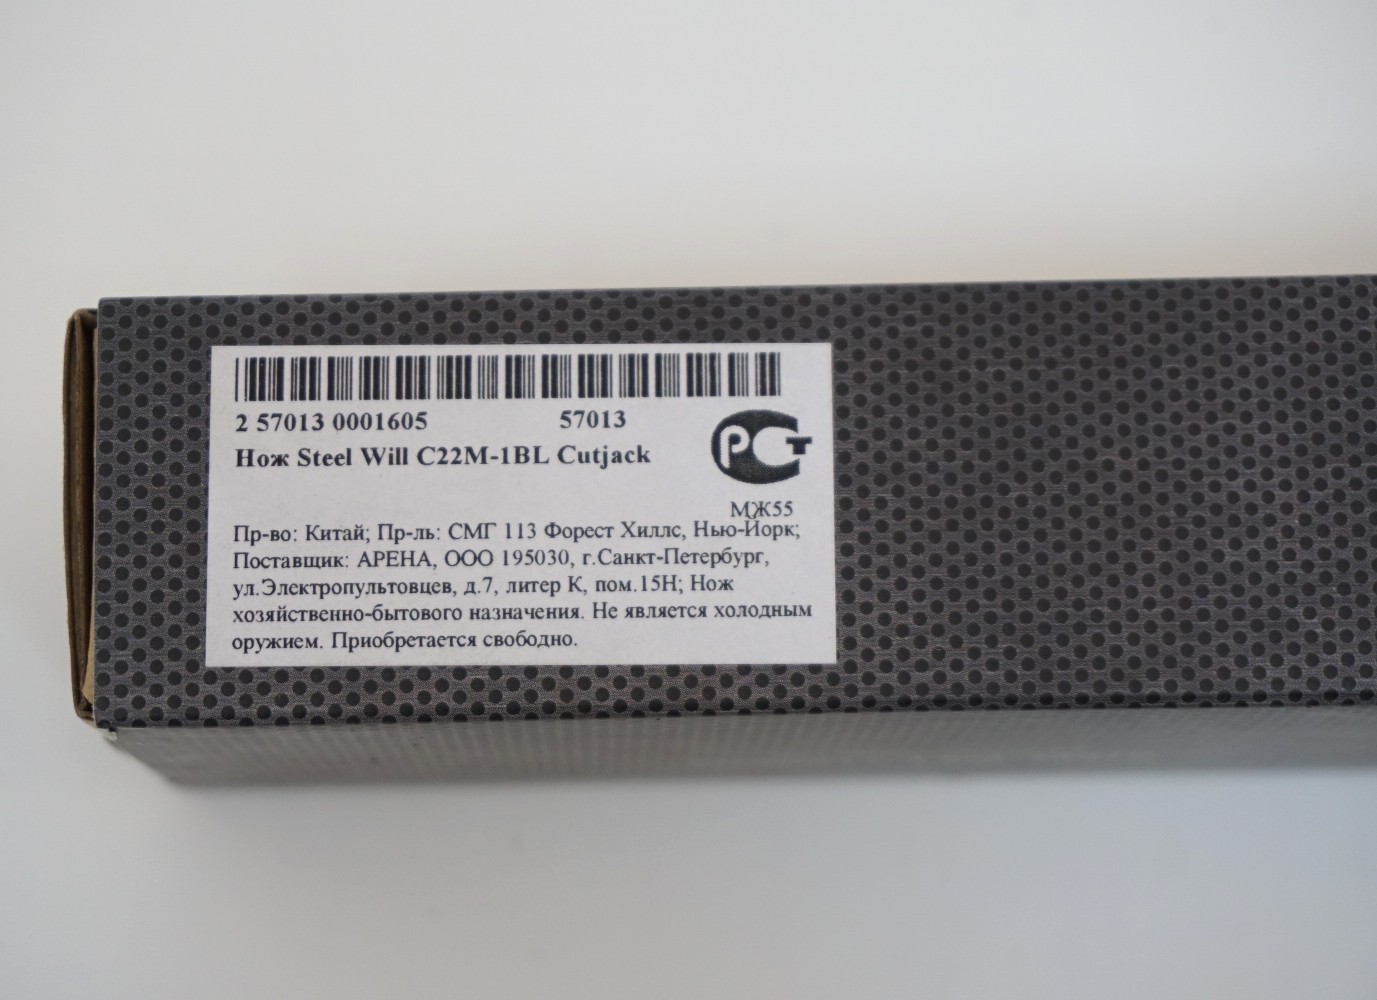 2 57013 0001605 57013
Нож Steel Will C22M-1BL Cutjack
РСТ
МЖ55
Пр-во: Китай; Пр-ль: СМГ 113 Форест Хиллс, Нью-Йорк;
Поставщик: АРЕНА, ООО 195030, г.Санкт-Петербург,
ул.Электропультовцев, д.7, литер К, пом.15Н; Нож
хозяйственно-бытового назначения. Не является холодным
оружием. Приобретается свободно.